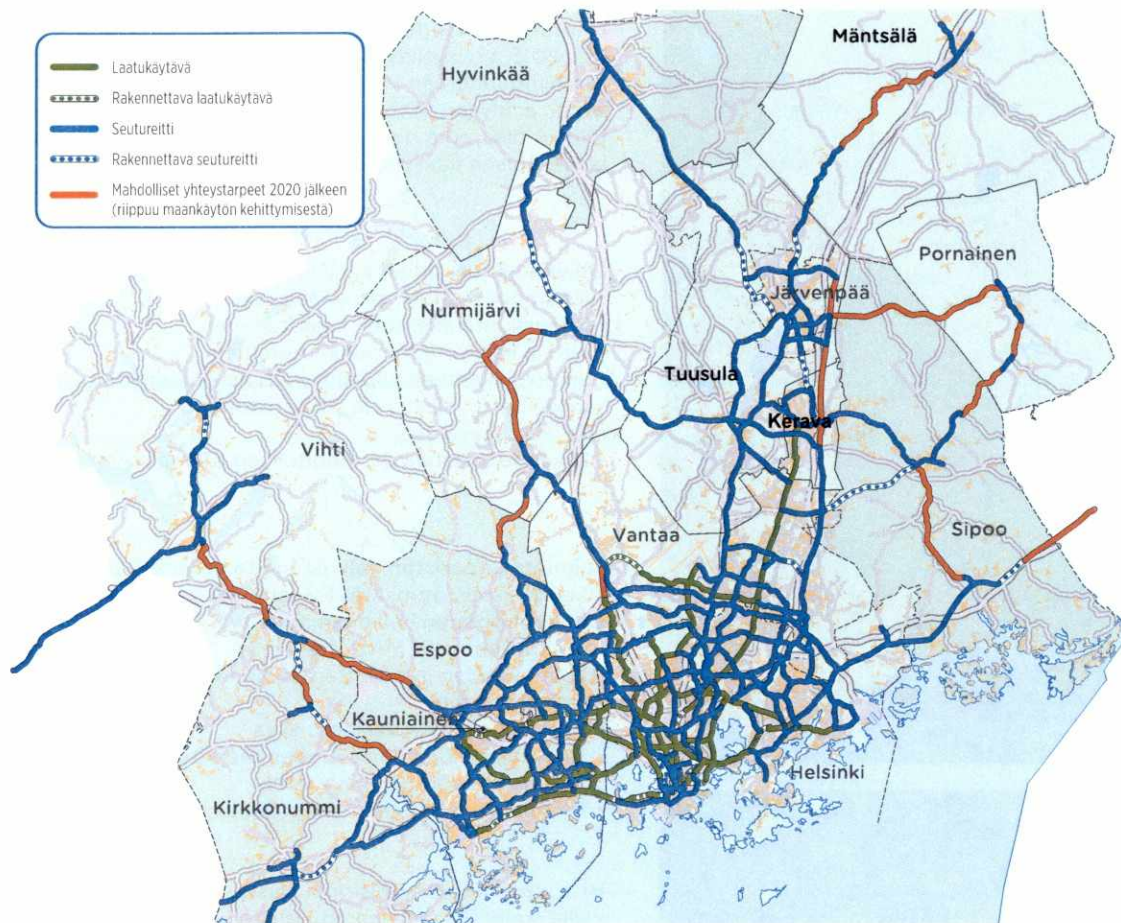 Laatukäytävä
Rakennettava laatukäytävä
Seutureitti
Rakennettava seutureitti
Mahdolliset yhteystarpeet 2020 jälkeen
(riippuu maankäytön kehittymisestä)
Mäntsälä
Hyvinkää
Pornainen
Järvenpää
Nurmijärvi
Tuusula
Kerava
Vihti
Vantaa
Sipoo
Espoo
Kauniainen
Helsinki
Kirkkonummi